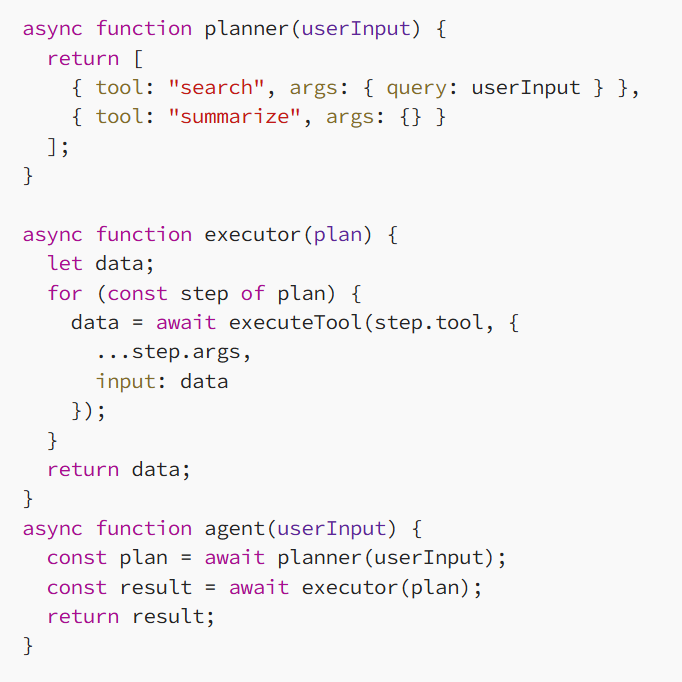 async function planner(userInput) {
  return [
    { tool: "search", args: { query: userInput } },
    { tool: "summarize", args: {} }
  ];
}

async function executor(plan) {
  let data;
  for (const step of plan) {
    data = await executeTool(step.tool, {
      ...step.args,
      input: data
    });
  }
  return data;
}
async function agent(userInput) {
  const plan = await planner(userInput);
  const result = await executor(plan);
  return result;
}